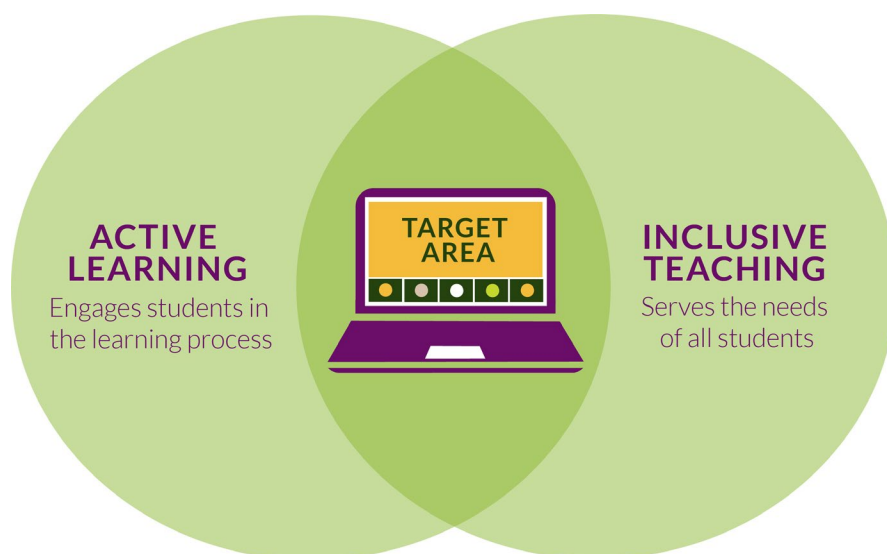 ACTIVE
LEARNING
Engages students in
the learning process
TARGET
AREA
INCLUSIVE
TEACHING
Serves the needs
of all students